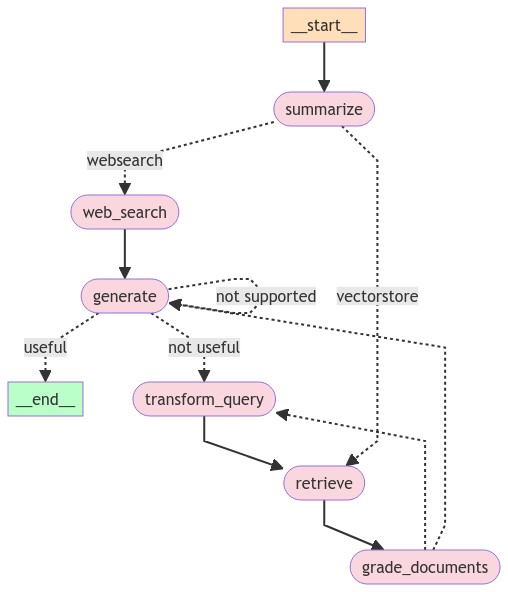 __start__
summarize
websearch
web_search
generate
not supported
vectorstore
useful
not useful
__end__
transform_query
retrieve
grade_documents